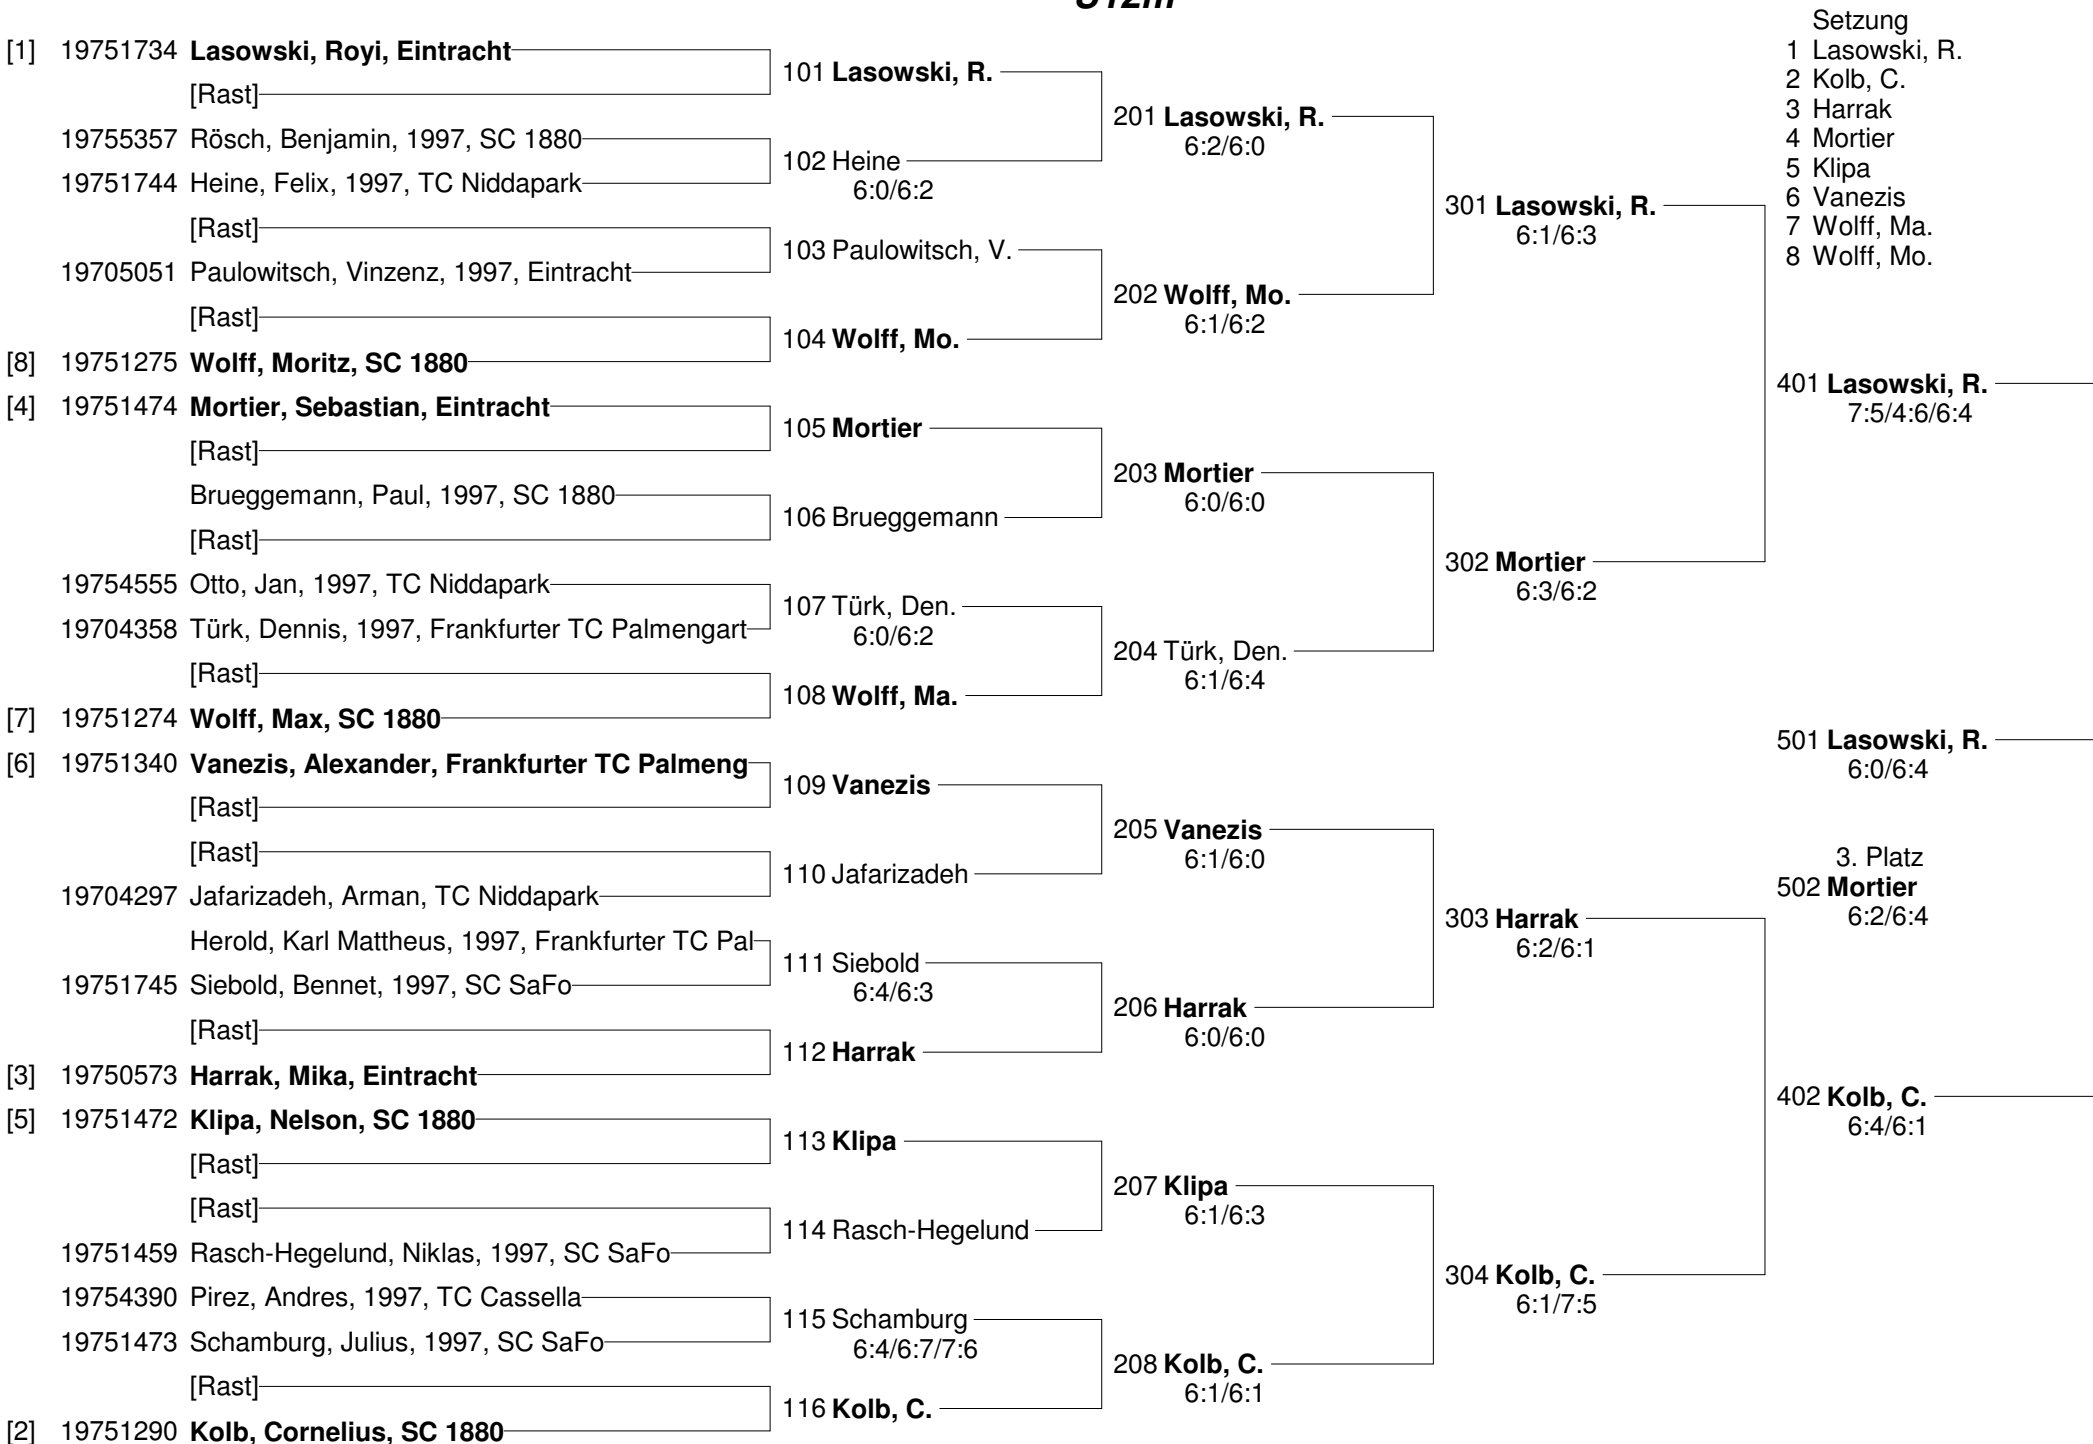 Setzung
1 Lasowski, R.
2 Kolb, C.
3 Harrak
4 Mortier
5 Klipa
6 Vanezis
7 Wolff, Ma.
8 Wolff, Mo.
[1] 19751734 Lasowski, Royi, Eintracht
[Rast]
19755357 Rösch, Benjamin, 1997, SC 1880
19751744 Heine, Felix, 1997, TC Niddapark
[Rast]
19705051 Paulowitsch, Vinzenz, 1997, Eintracht
[Rast]
[8] 19751275 Wolff, Moritz, SC 1880
[4] 19751474 Mortier, Sebastian, Eintracht
[Rast]
Brueggemann, Paul, 1997, SC 1880
[Rast]
19754555 Otto, Jan, 1997, TC Niddapark
19704358 Türk, Dennis, 1997, Frankfurter TC Palmengart
[Rast]
[7] 19751274 Wolff, Max, SC 1880
[6] 19751340 Vanezis, Alexander, Frankfurter TC Palmeng
[Rast]
[Rast]
19704297 Jafarizadeh, Arman, TC Niddapark
Herold, Karl Mattheus, 1997, Frankfurter TC Pal
19751745 Siebold, Bennet, 1997, SC SaFo
[Rast]
[3] 19750573 Harrak, Mika, Eintracht
[5] 19751472 Klipa, Nelson, SC 1880
[Rast]
[Rast]
19751459 Rasch-Hegelund, Niklas, 1997, SC SaFo
19754390 Pirez, Andres, 1997, TC Cassella
19751473 Schamburg, Julius, 1997, SC SaFo
[Rast]
[2] 19751290 Kolb, Cornelius, SC 1880
101 Lasowski, R.
102 Heine
6:0/6:2
103 Paulowitsch, V.
104 Wolff, Mo.
105 Mortier
106 Brueggemann
107 Türk, Den.
6:0/6:2
108 Wolff, Ma.
109 Vanezis
110 Jafarizadeh
111 Siebold
6:4/6:3
112 Harrak
113 Klipa
114 Rasch-Hegelund
115 Schamburg
6:4/6:7/7:6
116 Kolb, C.
201 Lasowski, R.
6:2/6:0
202 Wolff, Mo.
6:1/6:2
203 Mortier
6:0/6:0
204 Türk, Den.
6:1/6:4
205 Vanezis
6:1/6:0
206 Harrak
6:0/6:0
207 Klipa
6:1/6:3
208 Kolb, C.
6:1/6:1
301 Lasowski, R.
6:1/6:3
302 Mortier
6:3/6:2
303 Harrak
6:2/6:1
304 Kolb, C.
6:1/7:5
401 Lasowski, R.
7:5/4:6/6:4
501 Lasowski, R.
6:0/6:4
3. Platz
502 Mortier
6:2/6:4
402 Kolb, C.
6:4/6:1